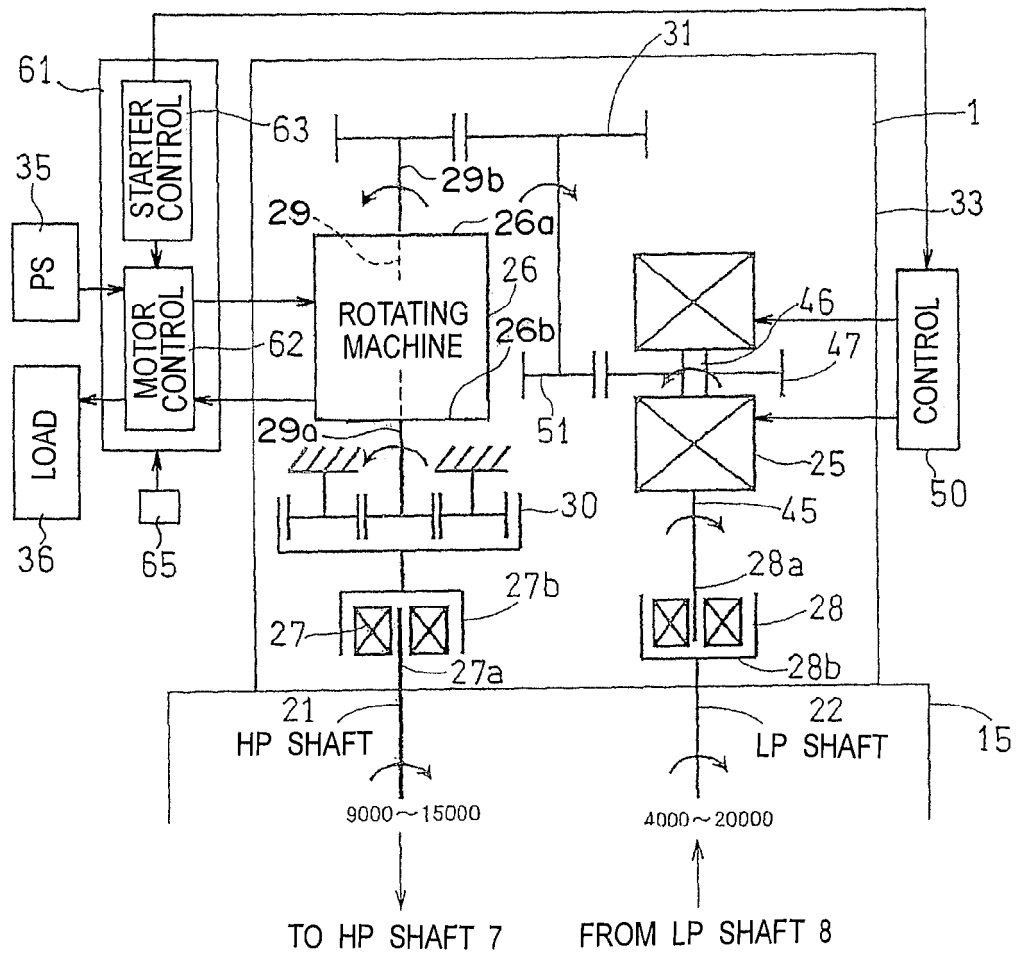 31
61
1
STARTER
CONTROL
63
35
29b
33
29
26a
PS
26
ROTATING
MACHINE
46
26b
47
MOTOR
CONTROL
62
CONTROL
LOAD
51
29a
25
50
30
45
36
65
28a
27b
28
27
28b
27a
21
HP SHAFT
22
LP SHAFT
15
9000~15000
4000~20000
TO HP SHAFT 7
FROM LP SHAFT 8